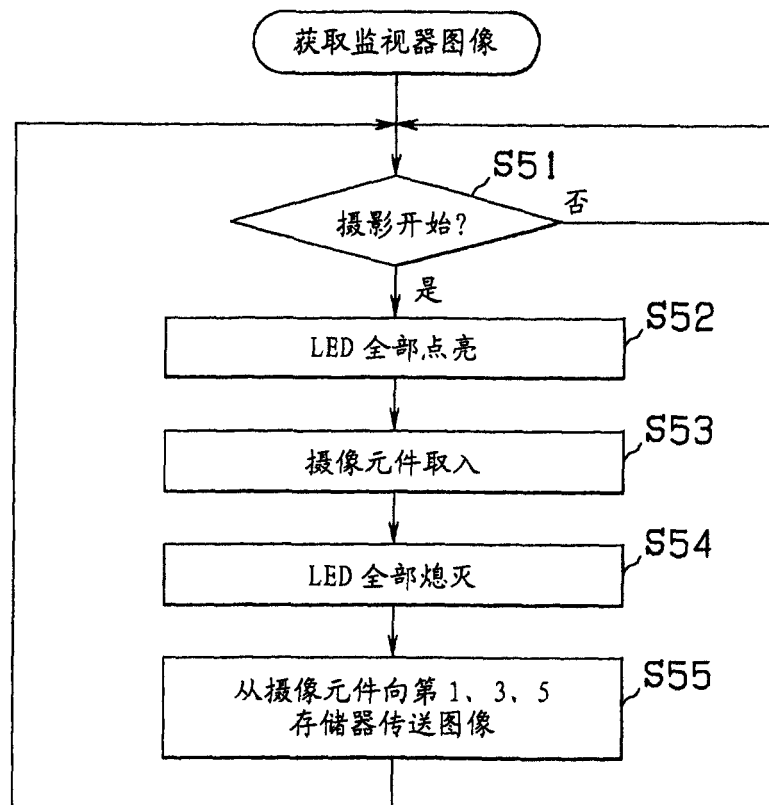 获取监视器图像
S51
摄影开始?
否
是
S52
LED 全部点亮
S53
摄像元件取入
S54
LED 全部熄灭
S55
从摄像元件向第 1、3、5
存储器传送图像